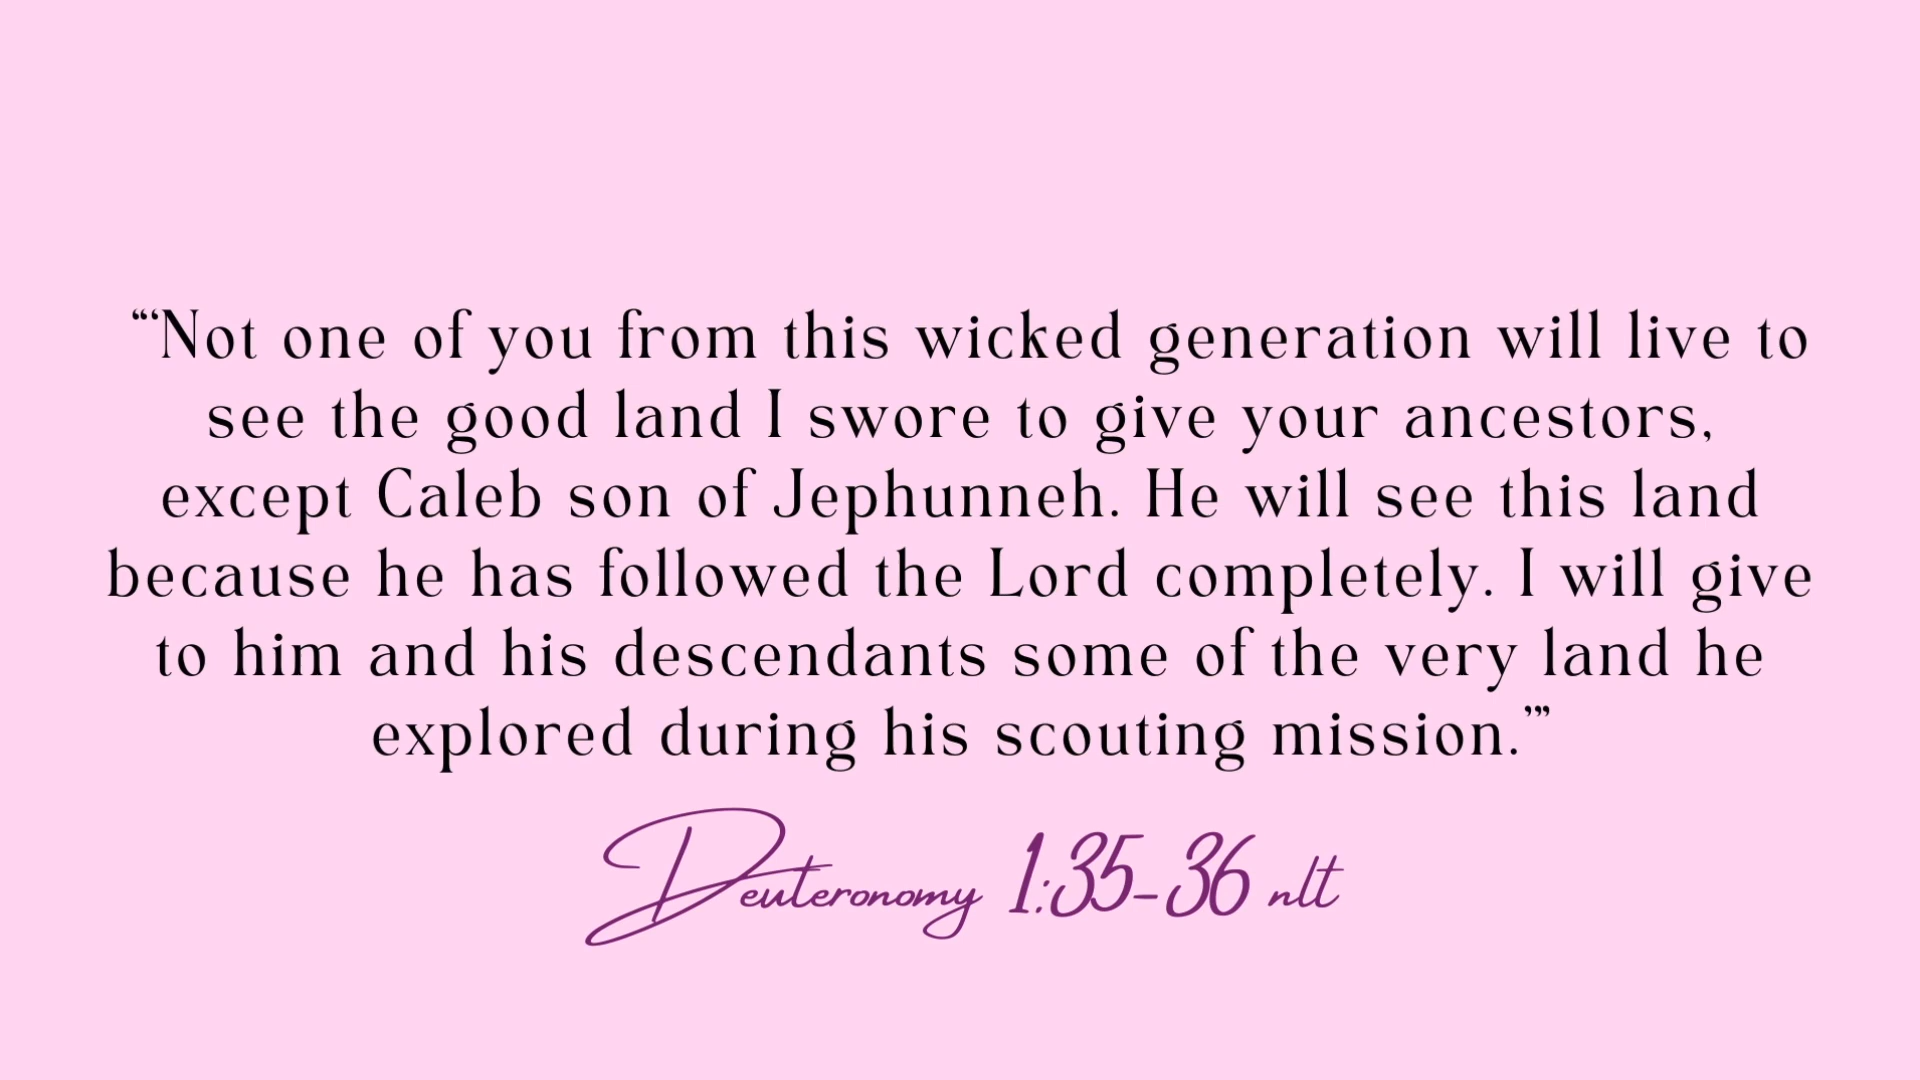 “‘Not one of you from this wicked generation will live to
see the good land I swore to give your ancestors,
except Caleb son of Jephunneh. He will see this land
because he has followed the Lord completely. I will give
to him and his descendants some of the very land he
explored during his scouting mission.’”
Deuteronomy 1:35-36 nlt